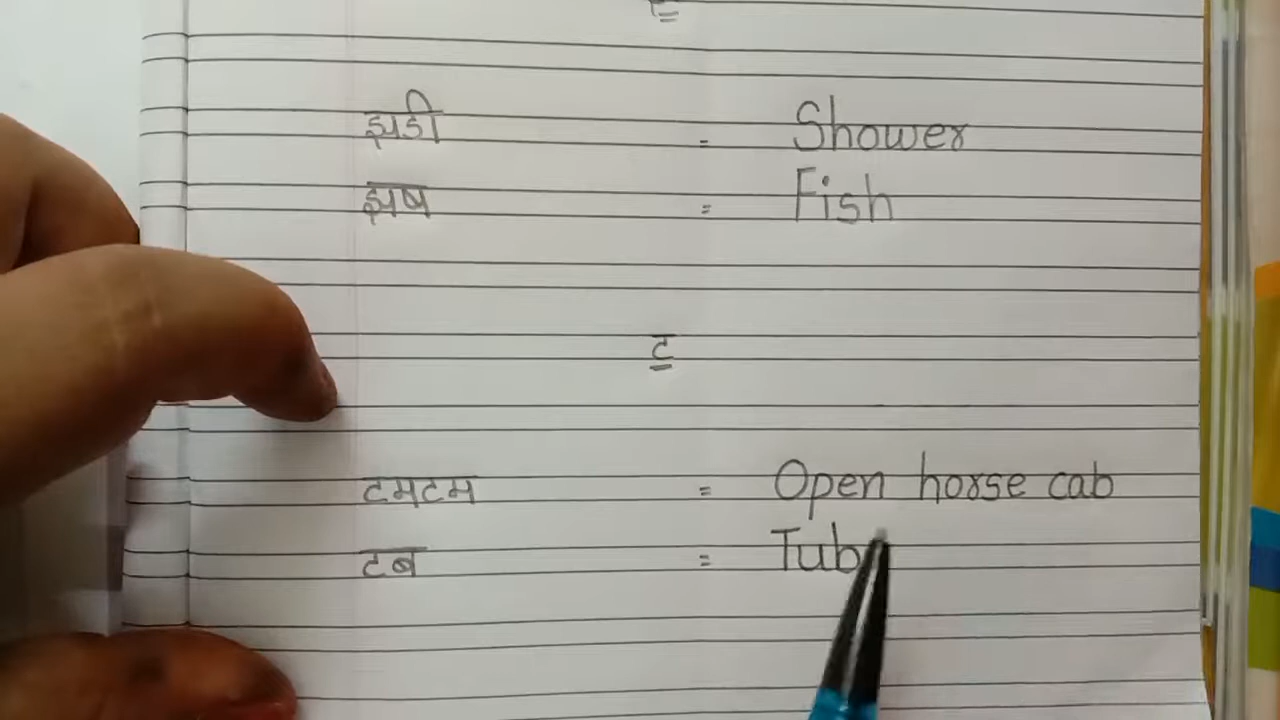 झडी = Shower
झष = Fish
ट
टमटम = Open horse cab
टब = Tub